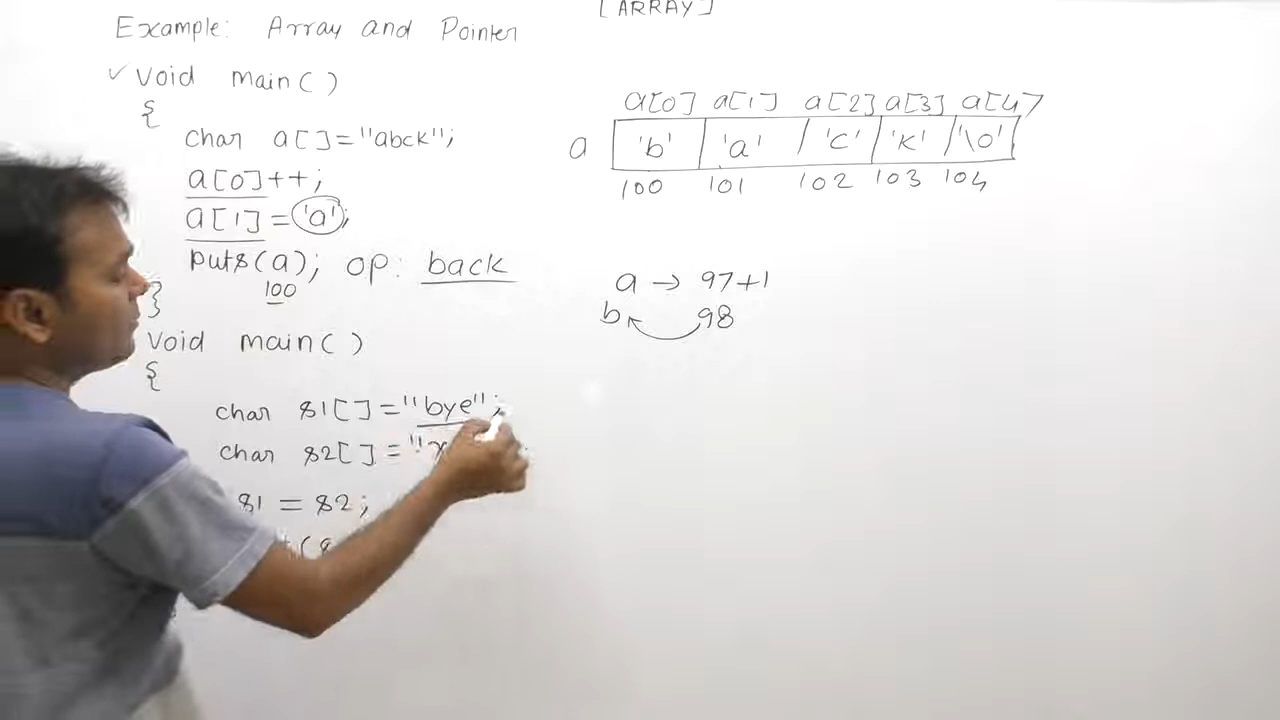 [ARRAY]
Example: Array and Pointer
✓ void main( )
{
char a[ ]="abck";
a[0]++;
a[1]='a';
puts(a); op: back
100
}
void main( )
{
char s1[ ]="bye";
char s2[ ]="
s1 = s2;
(s
a[0] a[1] a[2] a[3] a[4]
a 'b' 'a' 'c' 'k' '\0'
100 101 102 103 104
a → 97+1
b 98